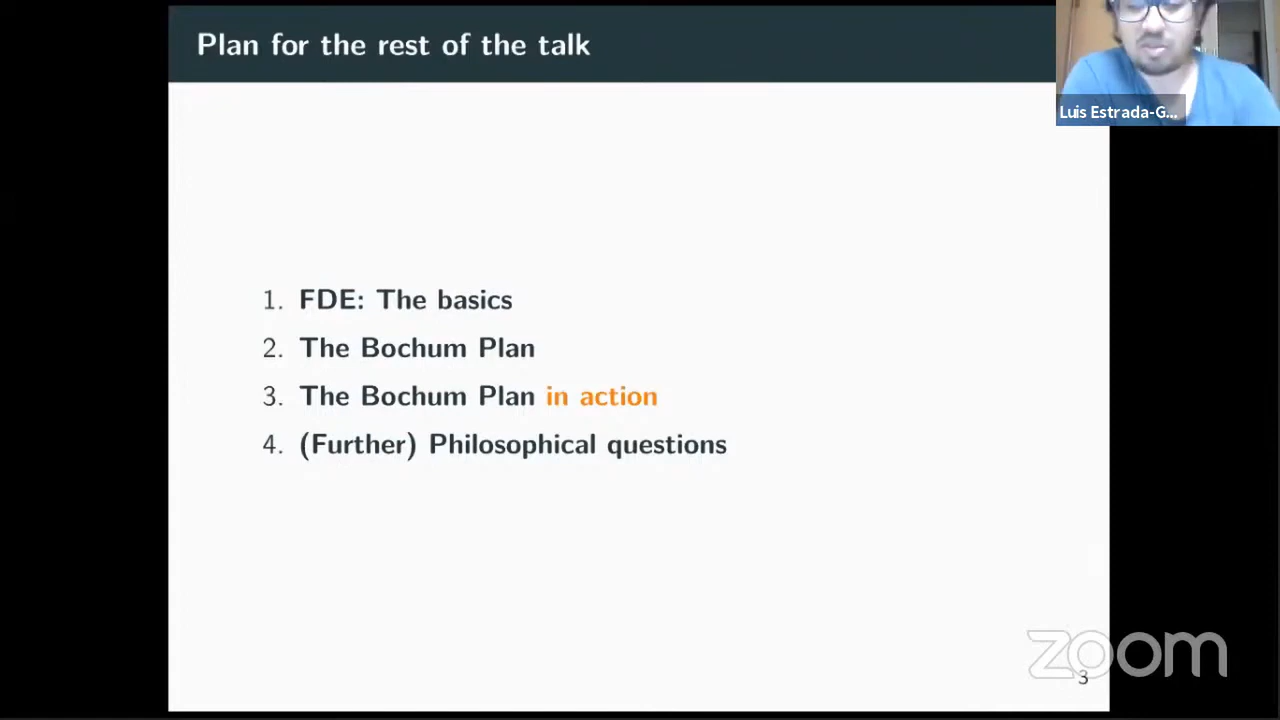 Plan for the rest of the talk
Luis Estrada-G...
1. FDE: The basics
2. The Bochum Plan
3. The Bochum Plan in action
4. (Further) Philosophical questions
zoom
3